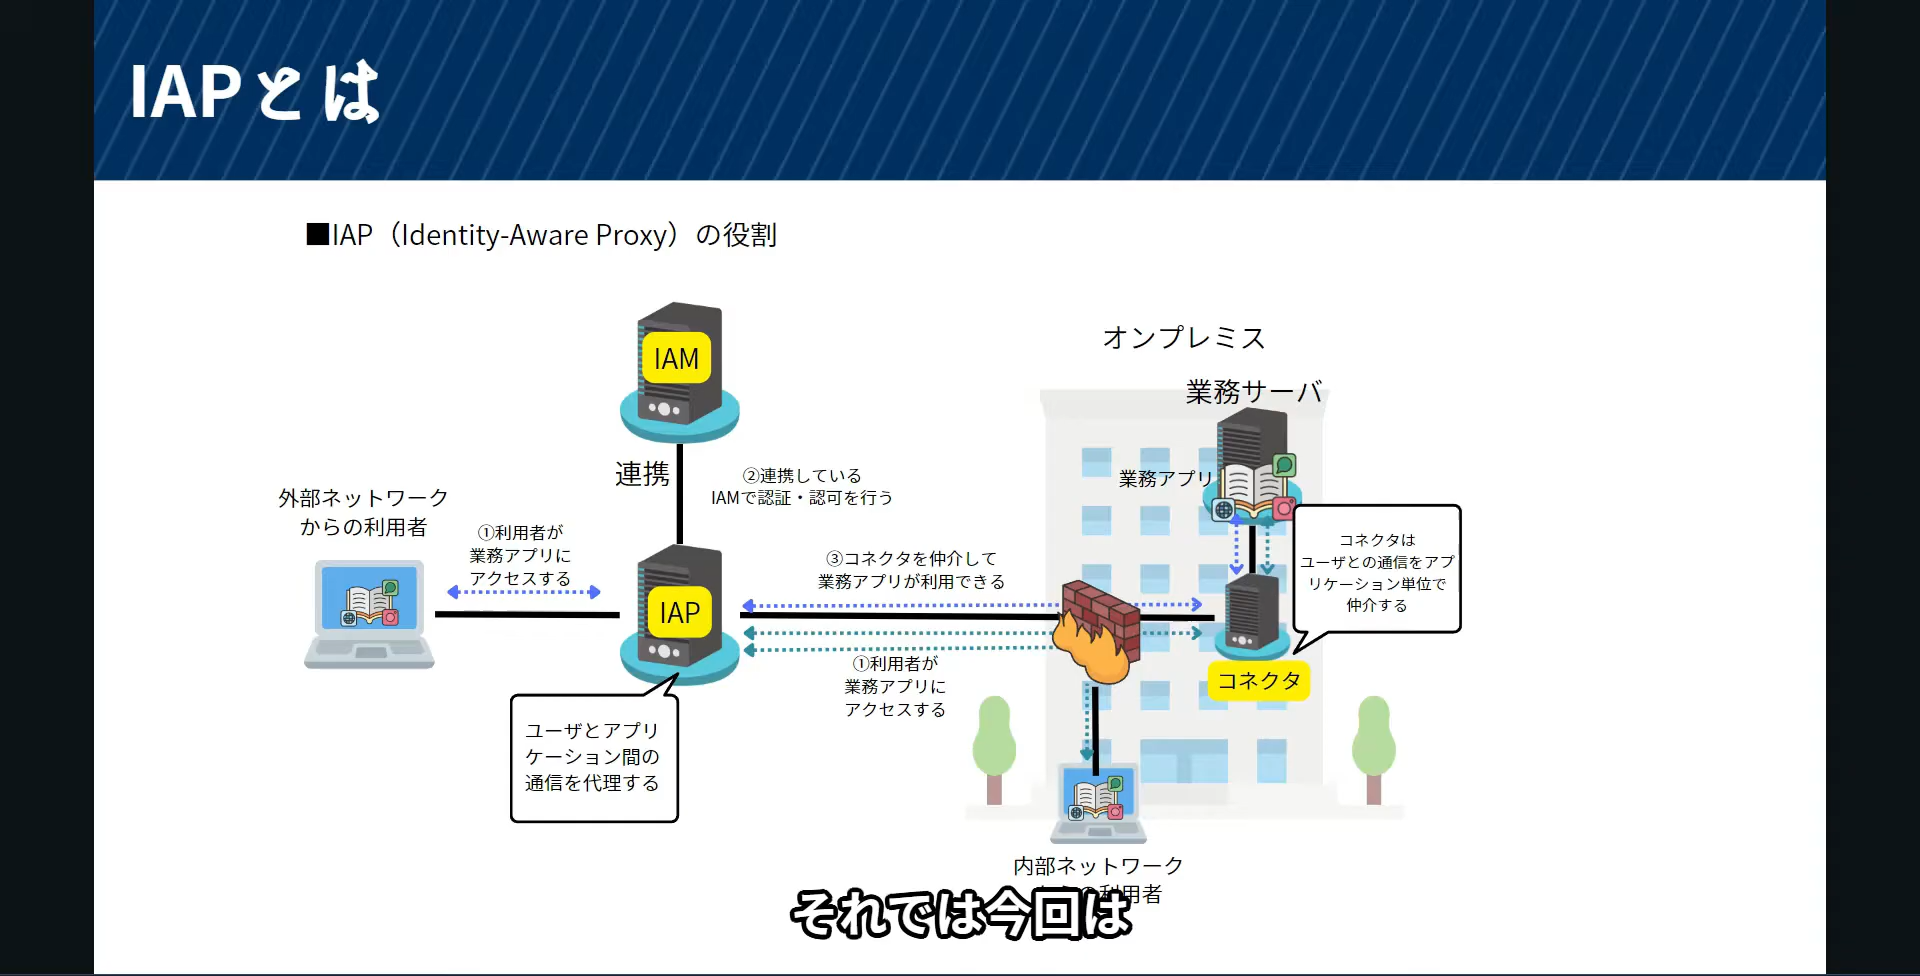 IAPとは
■IAP（Identity-Aware Proxy）の役割
IAM
連携
②連携している
IAMで認証・認可を行う
外部ネットワーク
からの利用者
①利用者が
業務アプリに
アクセスする
IAP
ユーザとアプリ
ケーション間の
通信を代理する
③コネクタを仲介して
業務アプリが利用できる
①利用者が
業務アプリに
アクセスする
オンプレミス
業務サーバ
業務アプリ
コネクタは
ユーザとの通信をアプ
リケーション単位で
仲介する
コネクタ
内部ネットワーク
からの利用者
それでは今回は